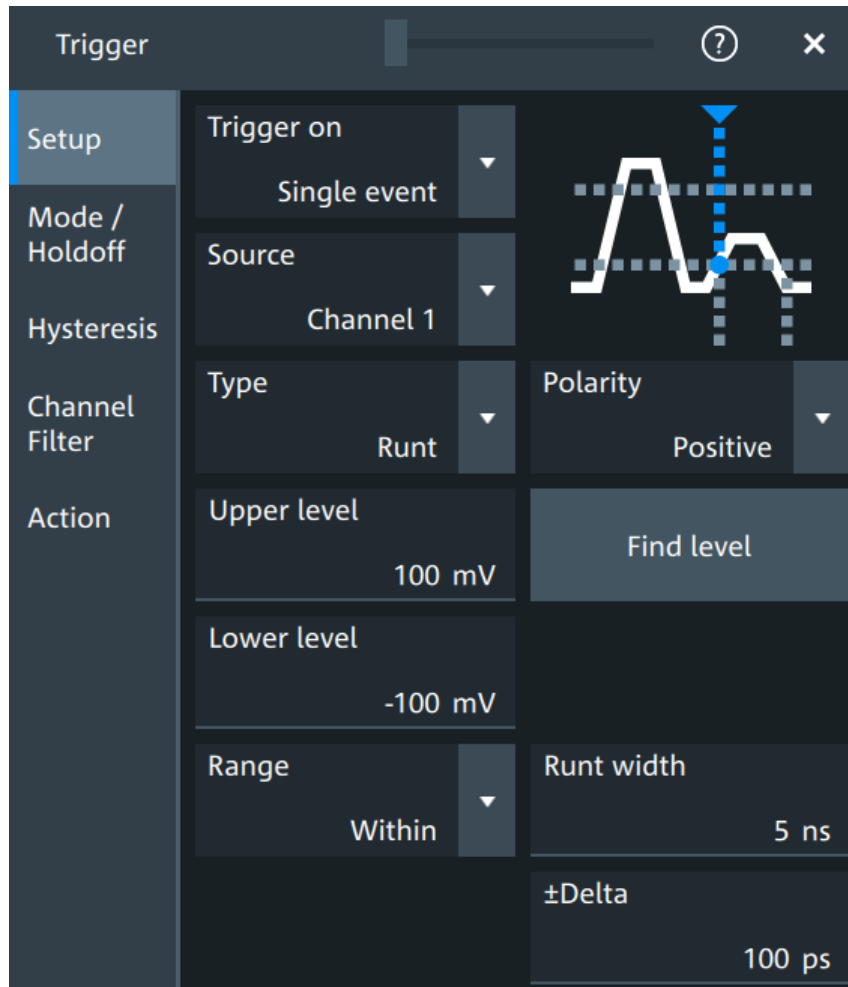 Trigger
?
Setup
Mode /
Holdoff
Hysteresis
Channel
Filter
Action
Trigger on
Single event
Source
Channel 1
Type
Runt
Polarity
Positive
Upper level
100 mV
Find level
Lower level
-100 mV
Range
Within
Runt width
5 ns
±Delta
100 ps